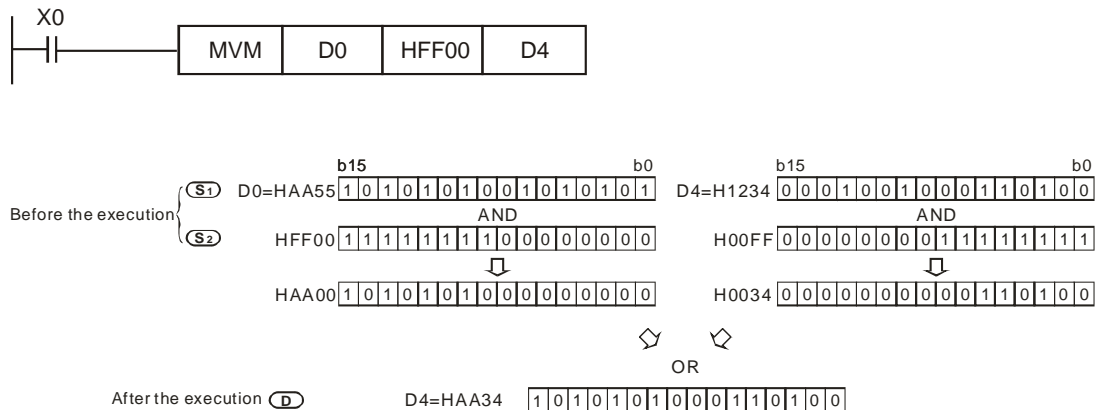 X0
MVM D0 HFF00 D4
b15 b0 b15 b0
S1 D0=HAA55 1 0 1 0 1 0 1 0 0 1 0 1 0 1 0 1 D4=H1234 0 0 0 1 0 0 1 0 0 0 1 1 0 1 0 0
Before the execution AND AND
S2 HFF00 1 1 1 1 1 1 1 1 0 0 0 0 0 0 0 0 H00FF 0 0 0 0 0 0 0 0 1 1 1 1 1 1 1 1
HAA00 1 0 1 0 1 0 1 0 0 0 0 0 0 0 0 0 H0034 0 0 0 0 0 0 0 0 0 0 1 1 0 1 0 0
OR
After the execution D D4=HAA34 1 0 1 0 1 0 1 0 0 0 1 1 0 1 0 0